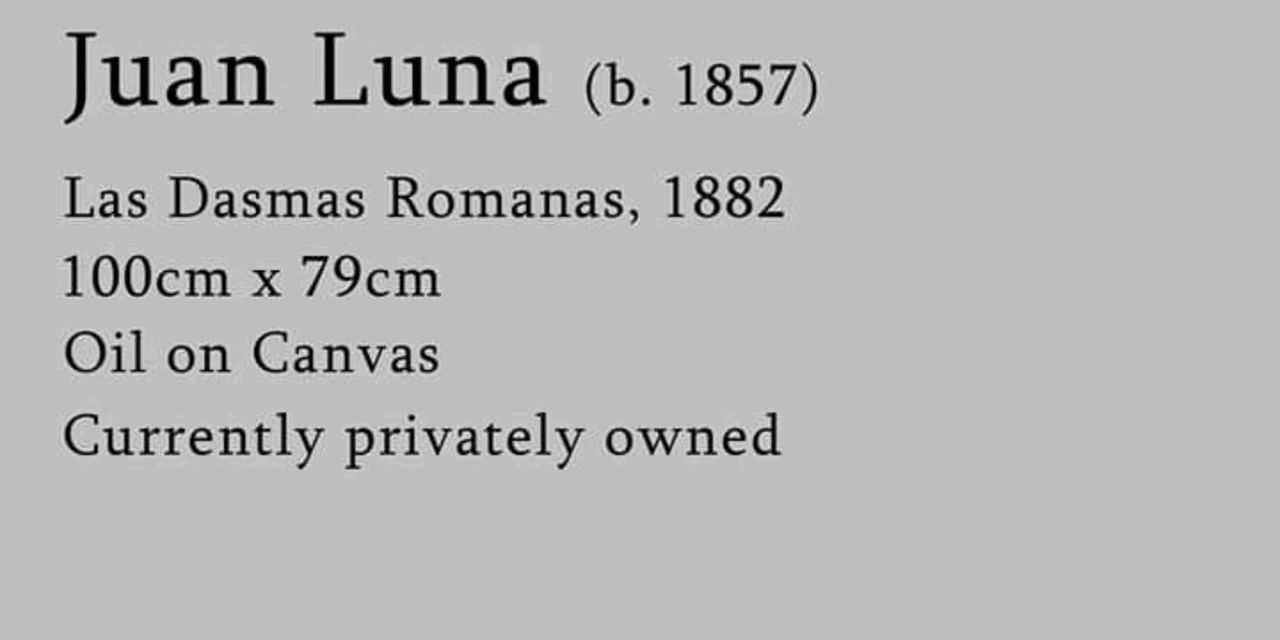 Juan Luna (b. 1857)
Las Dasmas Romanas, 1882
100cm x 79cm
Oil on Canvas
Currently privately owned